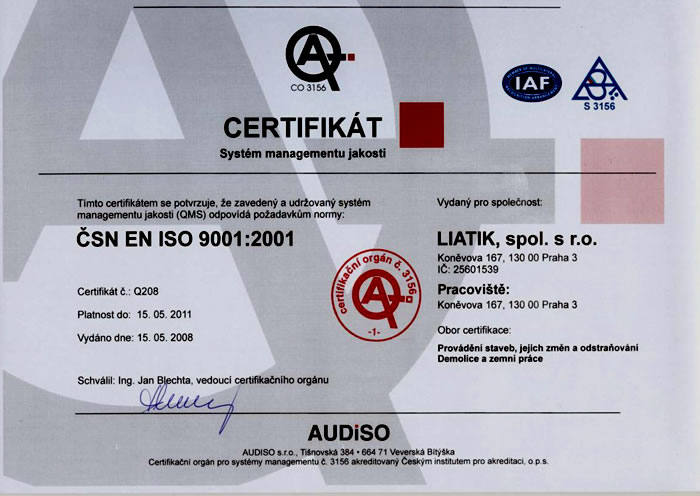 CO 3156
MEMBER OF MULTILATERAL
IAF
RECOGNITION ARRANGEMENT
S 3156
CERTIFIKÁT
Systém managementu jakosti
Tímto certifikátem se potvrzuje, že zavedený a udržovaný systém
managementu jakosti (QMS) odpovídá požadavkům normy:
ČSN EN ISO 9001:2001
Certifikát č.: Q208
Platnost do: 15. 05. 2011
Vydáno dne: 15. 05. 2008
Schválil: Ing. Jan Blechta, vedoucí certifikačního orgánu
certifikační orgán č. 3156
-1-
Vydaný pro společnost:
LIATIK, spol. s r.o.
Koněvova 167, 130 00 Praha 3
IČ: 25601539
Pracoviště:
Koněvova 167, 130 00 Praha 3
Obor certifikace:
Provádění staveb, jejich změn a odstraňování
Demolice a zemní práce
AUDiSO
AUDISO s.r.o., Tišnovská 384 • 664 71 Veverská Bítýška
Certifikační orgán pro systémy managementu č. 3156 akreditovaný Českým institutem pro akreditaci, o.p.s.